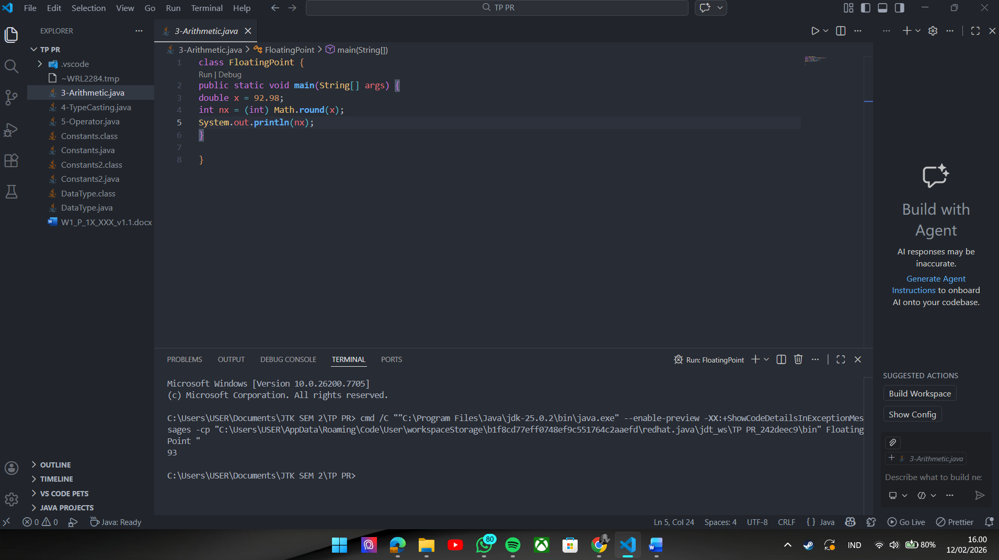 File Edit Selection View Go Run Terminal Help
TP PR
EXPLORER
TP PR
.vscode
~WRL2284.tmp
3-Arithmetic.java
4-TypeCasting.java
5-Operator.java
Constants.class
Constants.java
Constants2.class
Constants2.java
DataType.class
DataType.java
W1_P_1X_XXX_v1.1.docx
OUTLINE
TIMELINE
VS CODE PETS
JAVA PROJECTS
3-Arithmetic.java
3-Arithmetic.java > FloatingPoint > main(String[])
1 class FloatingPoint {
Run | Debug
2 public static void main(String[] args) {
3 double x = 92.98;
4 int nx = (int) Math.round(x);
5 System.out.println(nx);
6 }
7
8 }
PROBLEMS OUTPUT DEBUG CONSOLE TERMINAL PORTS
Run: FloatingPoint
Microsoft Windows [Version 10.0.26200.7705]
(c) Microsoft Corporation. All rights reserved.
C:\Users\USER\Documents\JTK SEM 2\TP PR> cmd /C ""C:\Program Files\Java\jdk-25.0.2\bin\java.exe" --enable-preview -XX:+ShowCodeDetailsInExceptionMes
sages -cp "C:\Users\USER\AppData\Roaming\Code\User\workspaceStorage\b1f8cd77eff0748ef9c551764c2aaefd\redhat.java\jdt_ws\TP PR_242deec9\bin" Floating
Point "
93
C:\Users\USER\Documents\JTK SEM 2\TP PR>
Build with
Agent
AI responses may be
inaccurate.
Generate Agent
Instructions to onboard
AI onto your codebase.
SUGGESTED ACTIONS
Build Workspace
Show Config
3-Arithmetic.java
Describe what to build ne
0 0 Java: Ready
Ln 5, Col 24 Spaces: 4 UTF-8 CRLF { } Java Go Live Prettier
80
IND
80%
16.00
12/02/2026